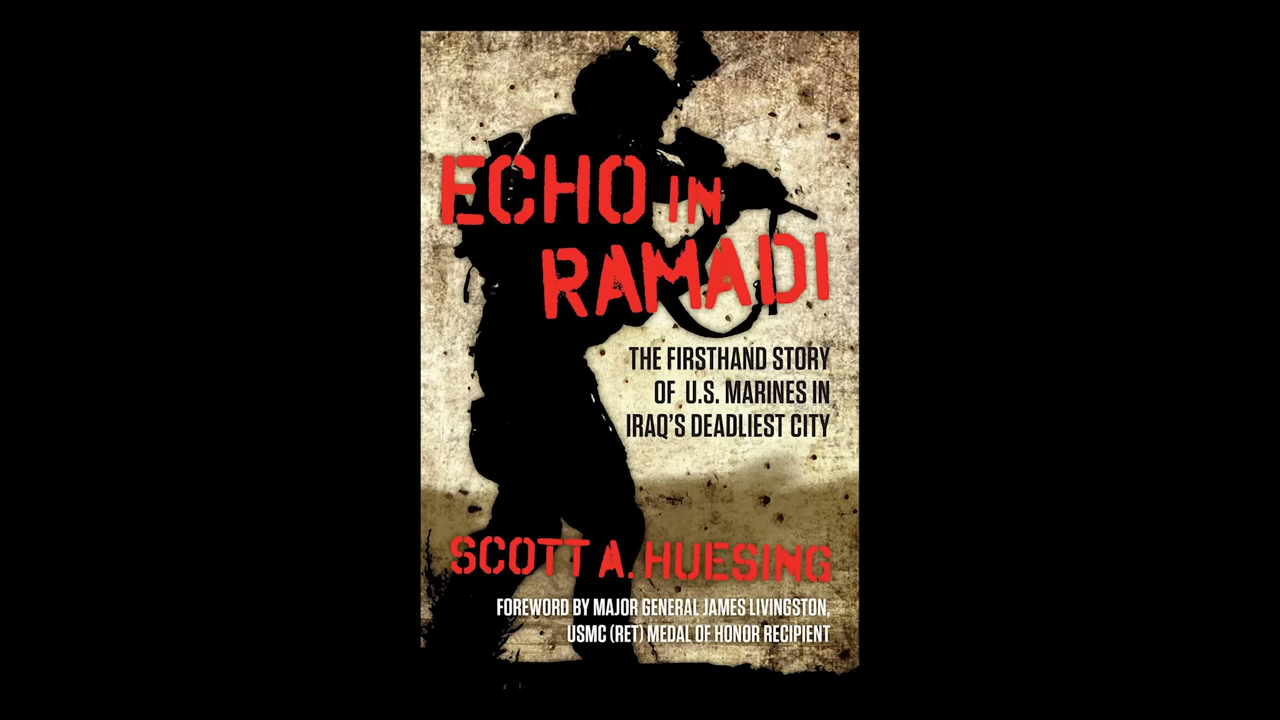 ECHO IN
RAMADI
THE FIRSTHAND STORY
OF U.S. MARINES IN
IRAQ'S DEADLIEST CITY
SCOTT A. HUESING
FOREWORD BY MAJOR GENERAL JAMES LIVINGSTON,
USMC (RET) MEDAL OF HONOR RECIPIENT